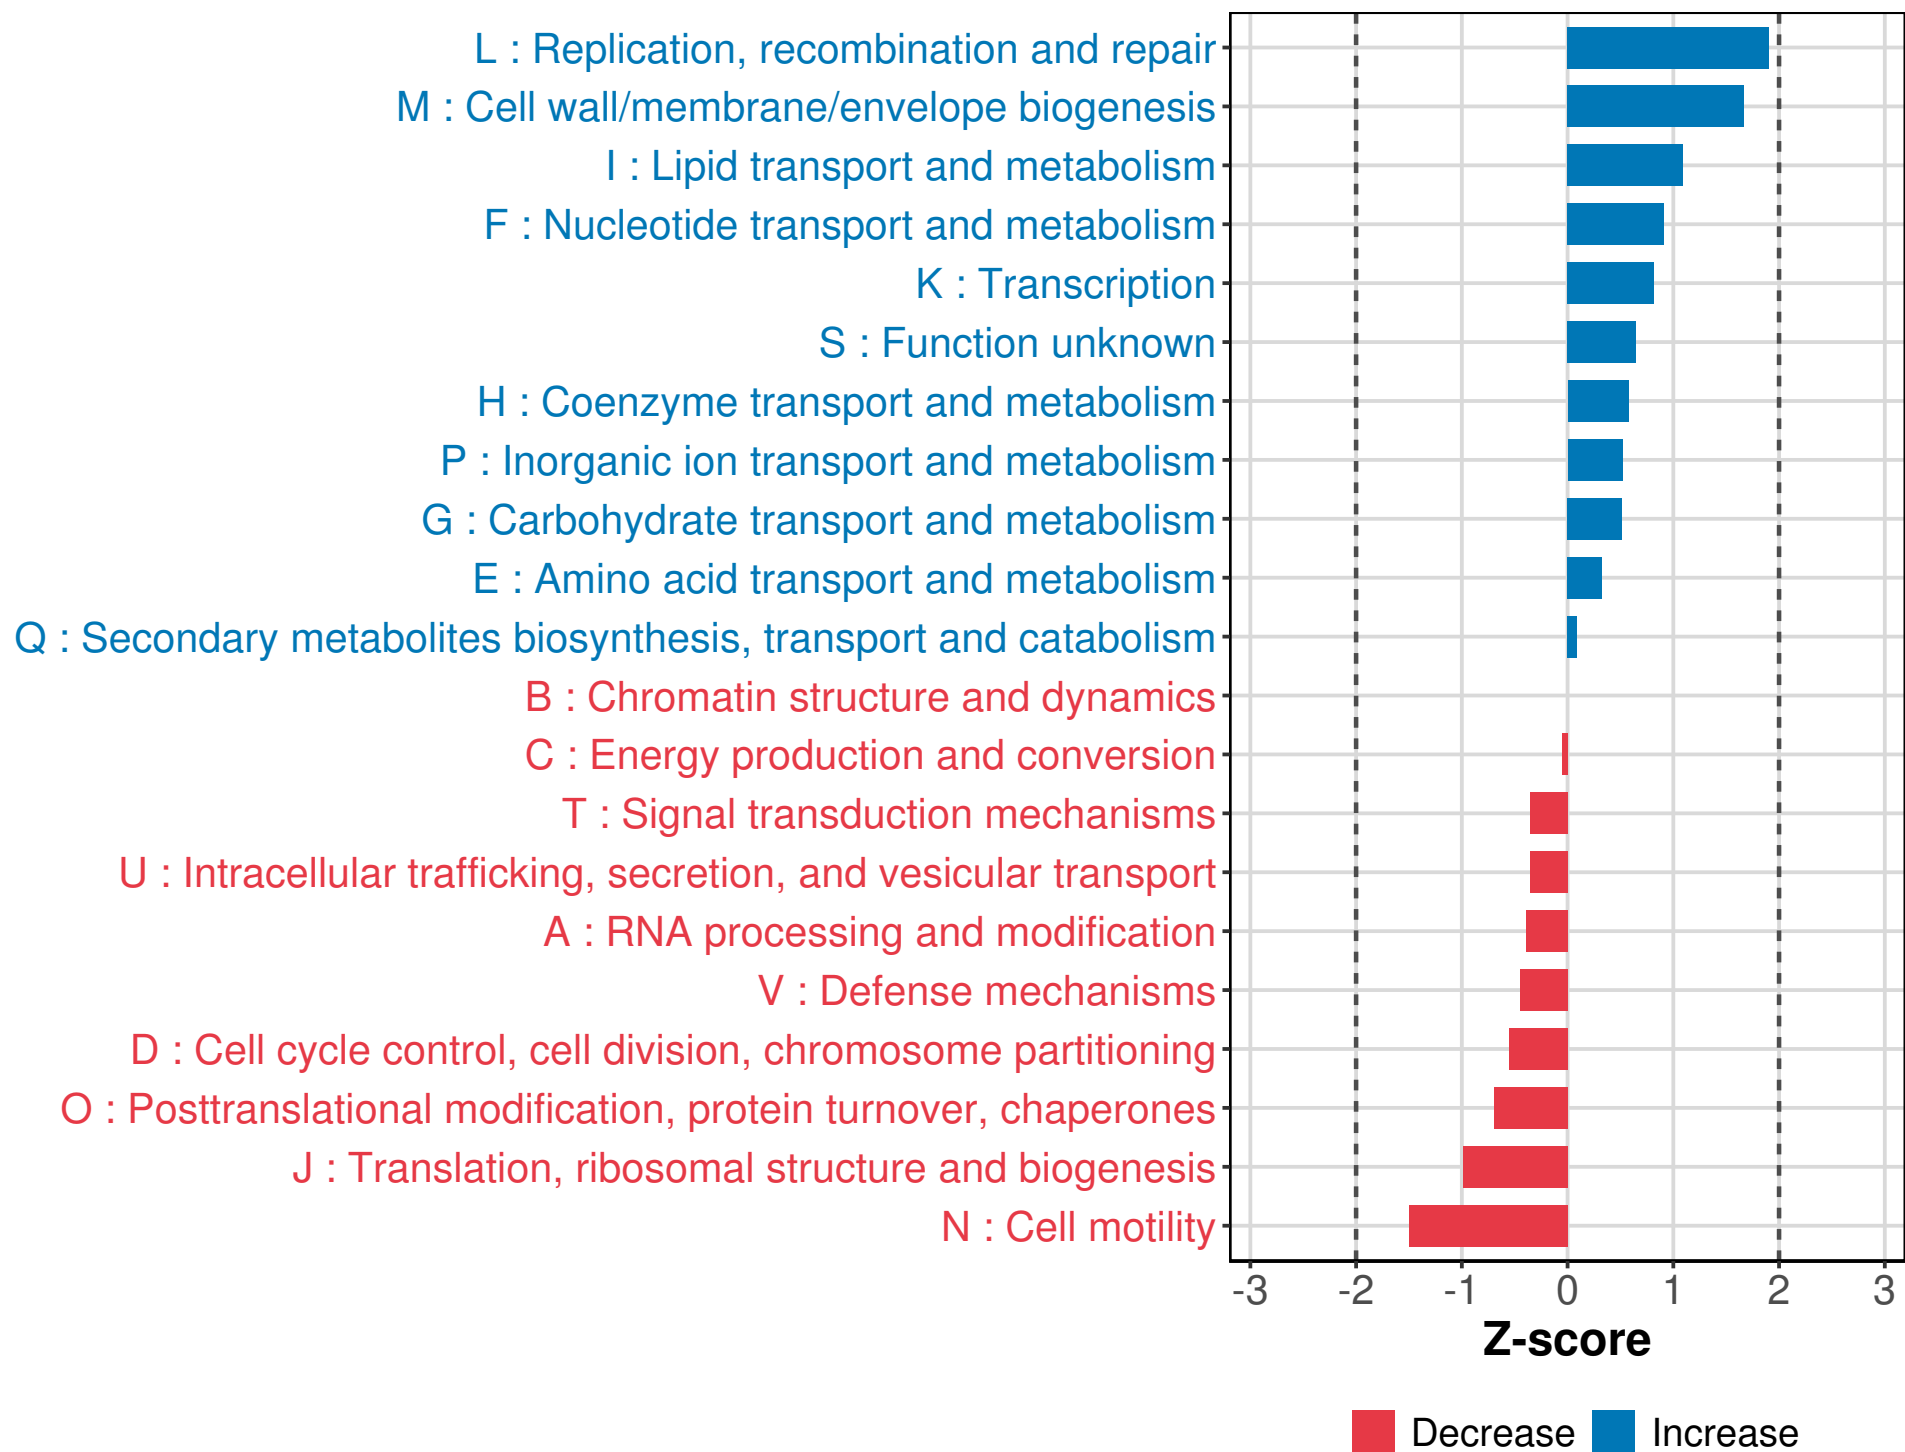 L : Replication, recombination and repair
M : Cell wall/membrane/envelope biogenesis
I : Lipid transport and metabolism
F : Nucleotide transport and metabolism
K : Transcription
S : Function unknown
H : Coenzyme transport and metabolism
P : Inorganic ion transport and metabolism
G : Carbohydrate transport and metabolism
E : Amino acid transport and metabolism
Q : Secondary metabolites biosynthesis, transport and catabolism
B : Chromatin structure and dynamics
C : Energy production and conversion
T : Signal transduction mechanisms
U : Intracellular trafficking, secretion, and vesicular transport
A : RNA processing and modification
V : Defense mechanisms
D : Cell cycle control, cell division, chromosome partitioning
O : Posttranslational modification, protein turnover, chaperones
J : Translation, ribosomal structure and biogenesis
N : Cell motility
-3 -2 -1 0 1 2 3
Z-score
Decrease Increase